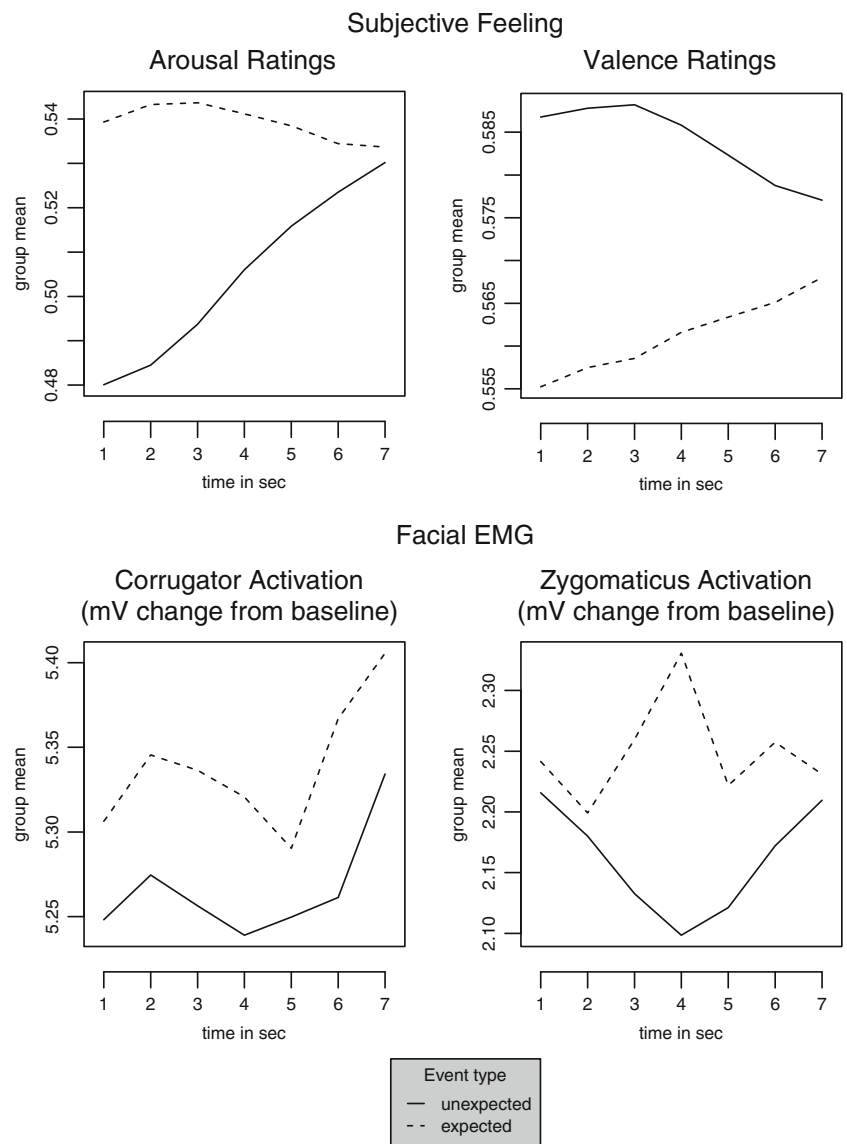 Subjective Feeling
Arousal Ratings
group mean
0.54
0.52
0.50
0.48
1 2 3 4 5 6 7
time in sec
Valence Ratings
group mean
0.585
0.575
0.565
0.555
1 2 3 4 5 6 7
time in sec
Facial EMG
Corrugator Activation
(mV change from baseline)
group mean
5.40
5.35
5.30
5.25
1 2 3 4 5 6 7
time in sec
Zygomaticus Activation
(mV change from baseline)
group mean
2.30
2.25
2.20
2.15
2.10
1 2 3 4 5 6 7
time in sec
Event type
unexpected
expected